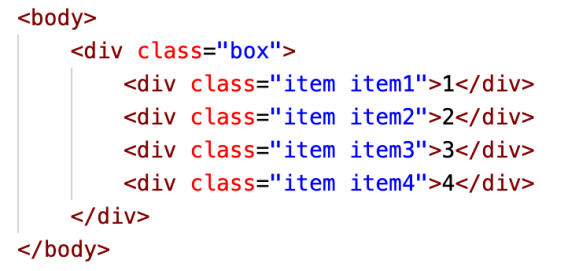 <body>
<div class="box">
<div class="item item1">1</div>
<div class="item item2">2</div>
<div class="item item3">3</div>
<div class="item item4">4</div>
</div>
</body>